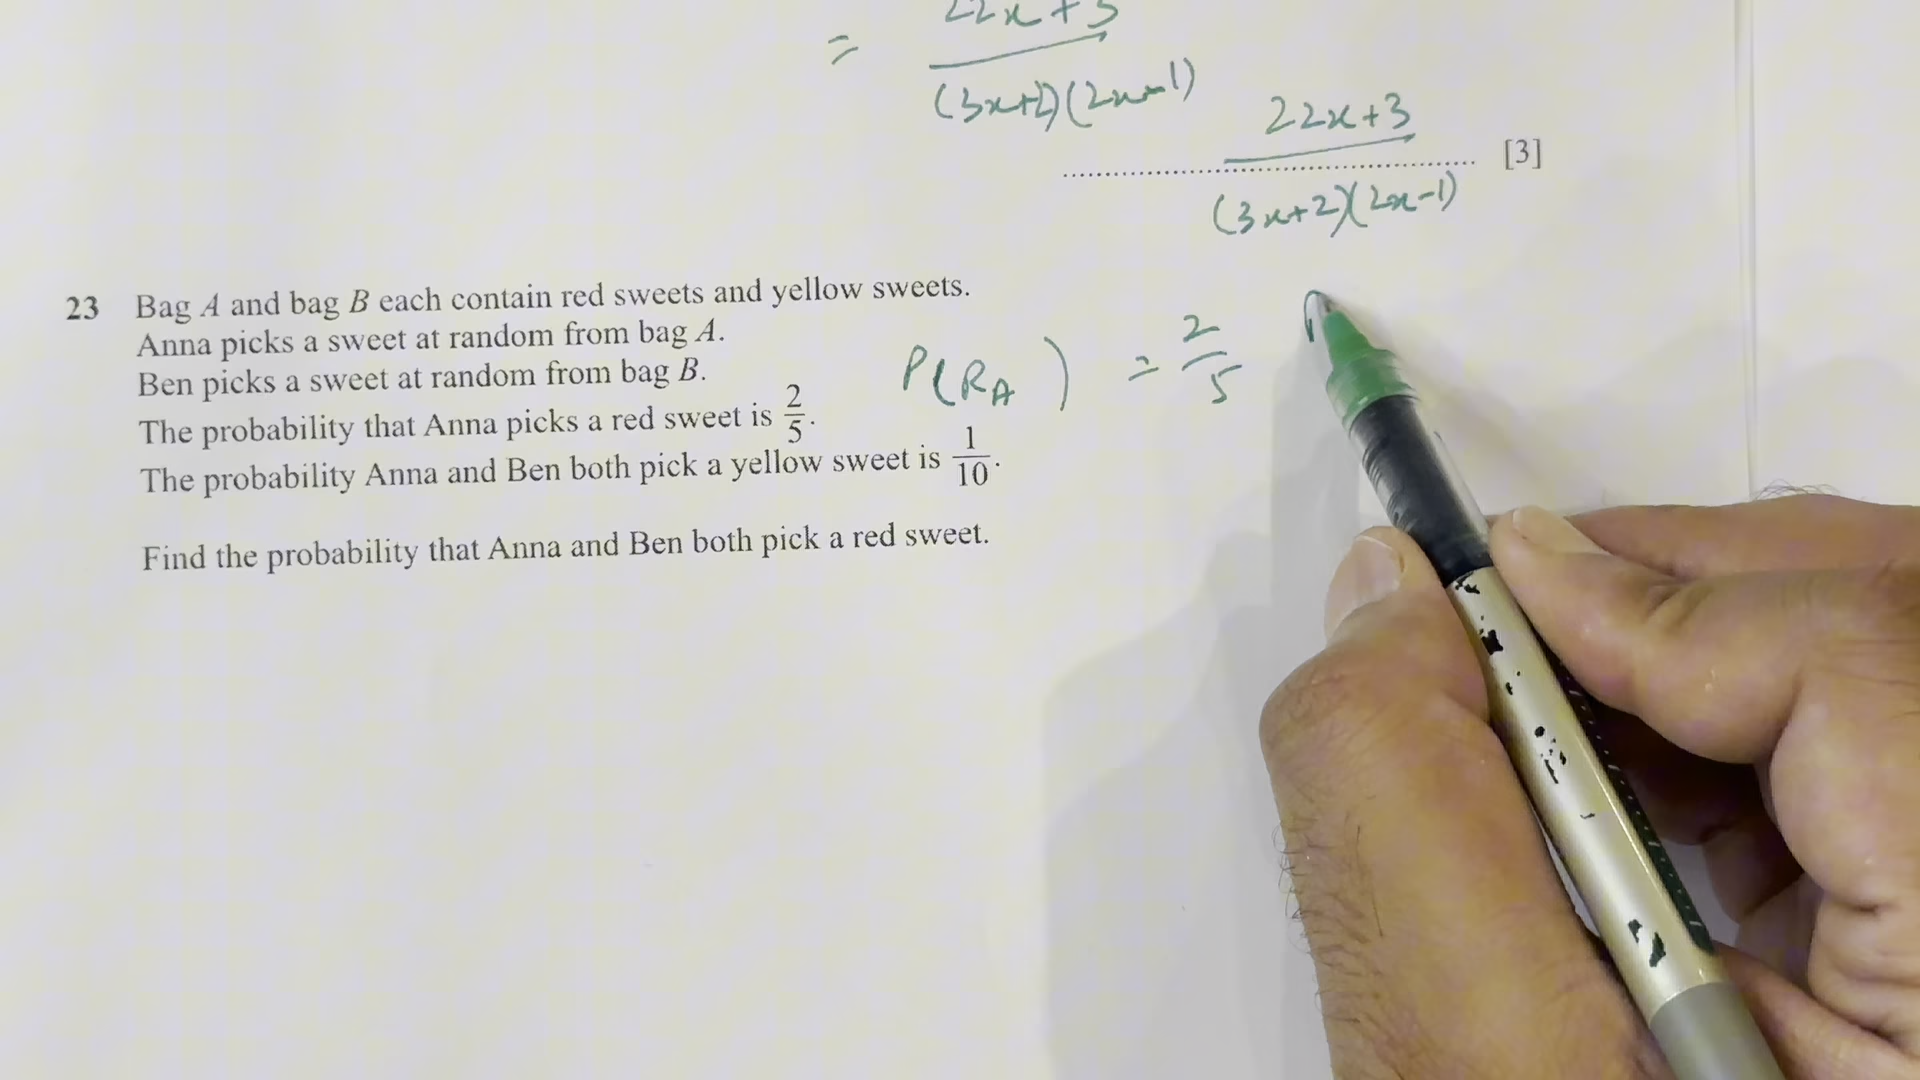 22x+3
=
(3x+2)(2x-1)
22x+3
[3]
(3x+2)(2x-1)
23 Bag A and bag B each contain red sweets and yellow sweets.
Anna picks a sweet at random from bag A.
Ben picks a sweet at random from bag B.
The probability that Anna picks a red sweet is 2/5.
The probability Anna and Ben both pick a yellow sweet is 1/10.
P(R_A) = 2/5
Find the probability that Anna and Ben both pick a red sweet.